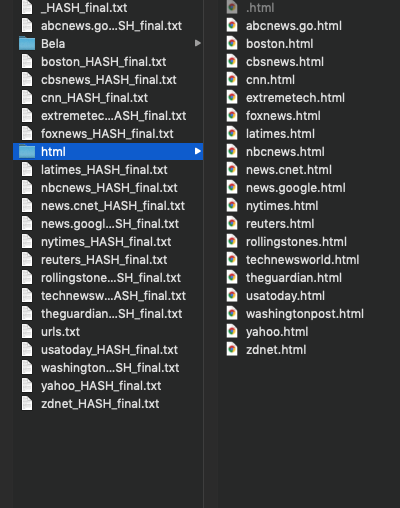 _HASH_final.txt
abcnews.go...SH_final.txt
Bela
boston_HASH_final.txt
cbsnews_HASH_final.txt
cnn_HASH_final.txt
extremetec...ASH_final.txt
foxnews_HASH_final.txt
html
latimes_HASH_final.txt
nbcnews_HASH_final.txt
news.cnet_HASH_final.txt
news.googl...SH_final.txt
nytimes_HASH_final.txt
reuters_HASH_final.txt
rollingstone...SH_final.txt
technewsw...ASH_final.txt
theguardian...SH_final.txt
urls.txt
usatoday_HASH_final.txt
washington...SH_final.txt
yahoo_HASH_final.txt
zdnet_HASH_final.txt
.html
abcnews.go.html
boston.html
cbsnews.html
cnn.html
extremetech.html
foxnews.html
latimes.html
nbcnews.html
news.cnet.html
news.google.html
nytimes.html
reuters.html
rollingstones.html
technewsworld.html
theguardian.html
usatoday.html
washingtonpost.html
yahoo.html
zdnet.html